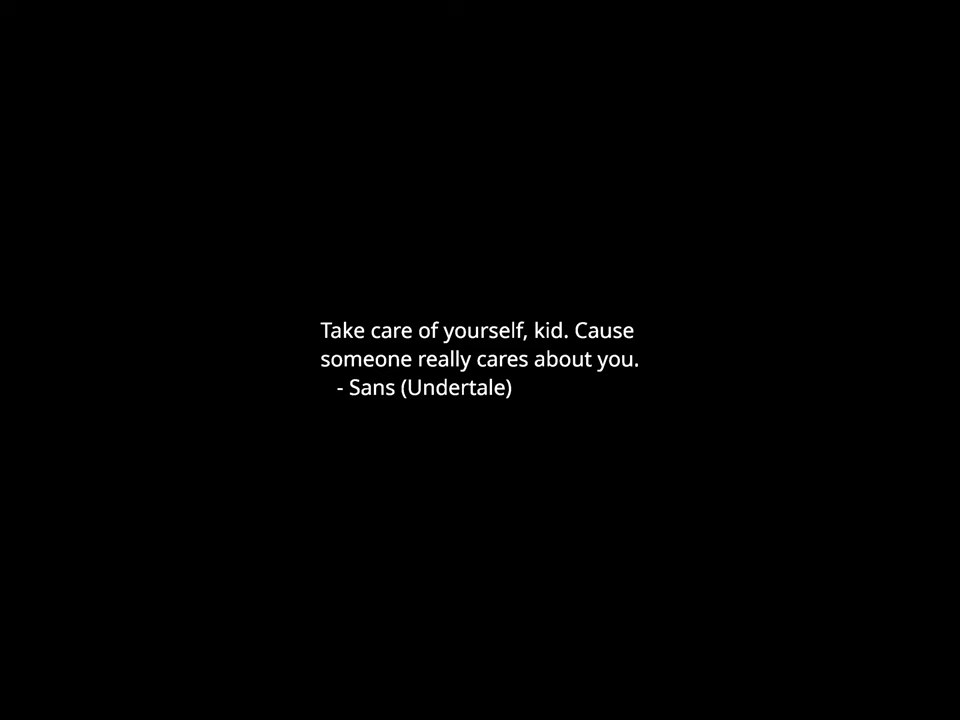 Take care of yourself, kid. Cause
someone really cares about you.
- Sans (Undertale)